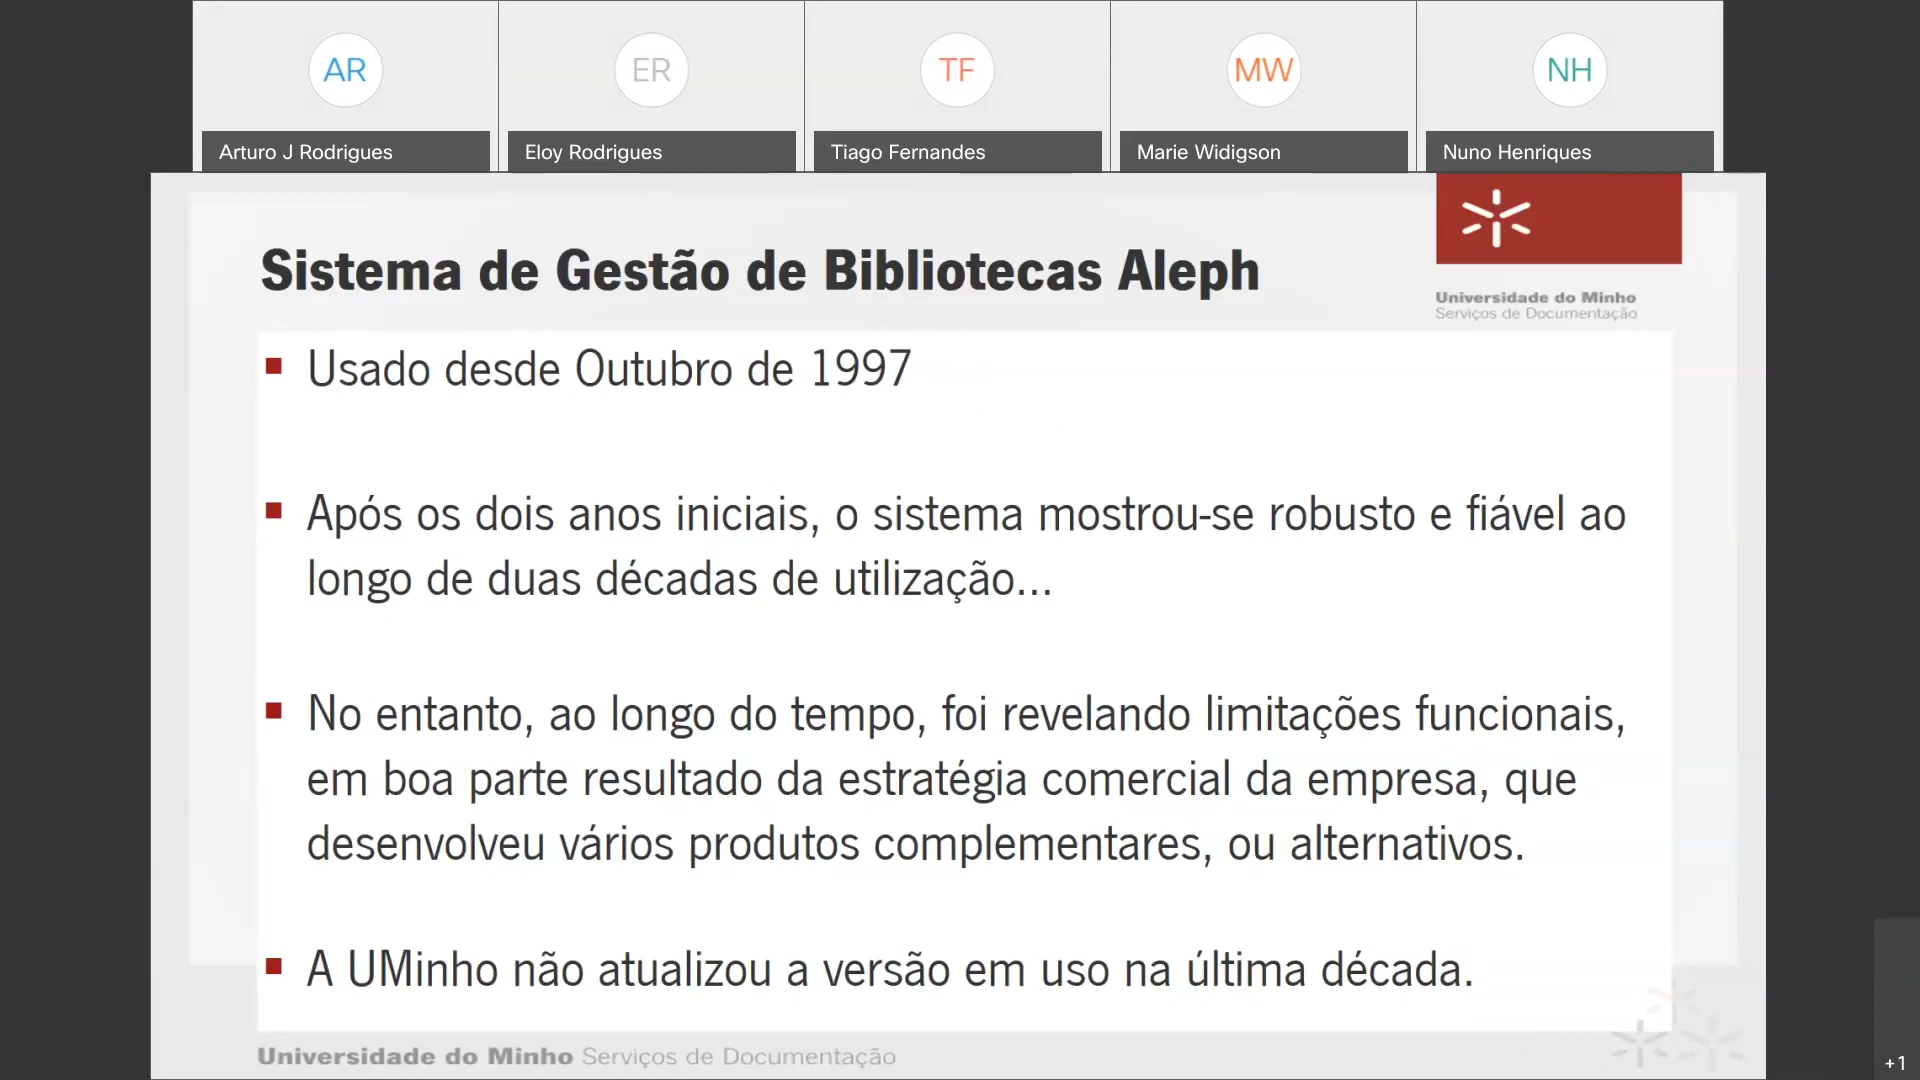 AR
ER
TF
MW
NH
Arturo J Rodrigues
Eloy Rodrigues
Tiago Fernandes
Marie Widigson
Nuno Henriques
Sistema de Gestão de Bibliotecas Aleph
Universidade do Minho
Serviços de Documentação
Usado desde Outubro de 1997
Após os dois anos iniciais, o sistema mostrou-se robusto e fiável ao
longo de duas décadas de utilização...
No entanto, ao longo do tempo, foi revelando limitações funcionais,
em boa parte resultado da estratégia comercial da empresa, que
desenvolveu vários produtos complementares, ou alternativos.
A UMinho não atualizou a versão em uso na última década.
Universidade do Minho Serviços de Documentação
+1